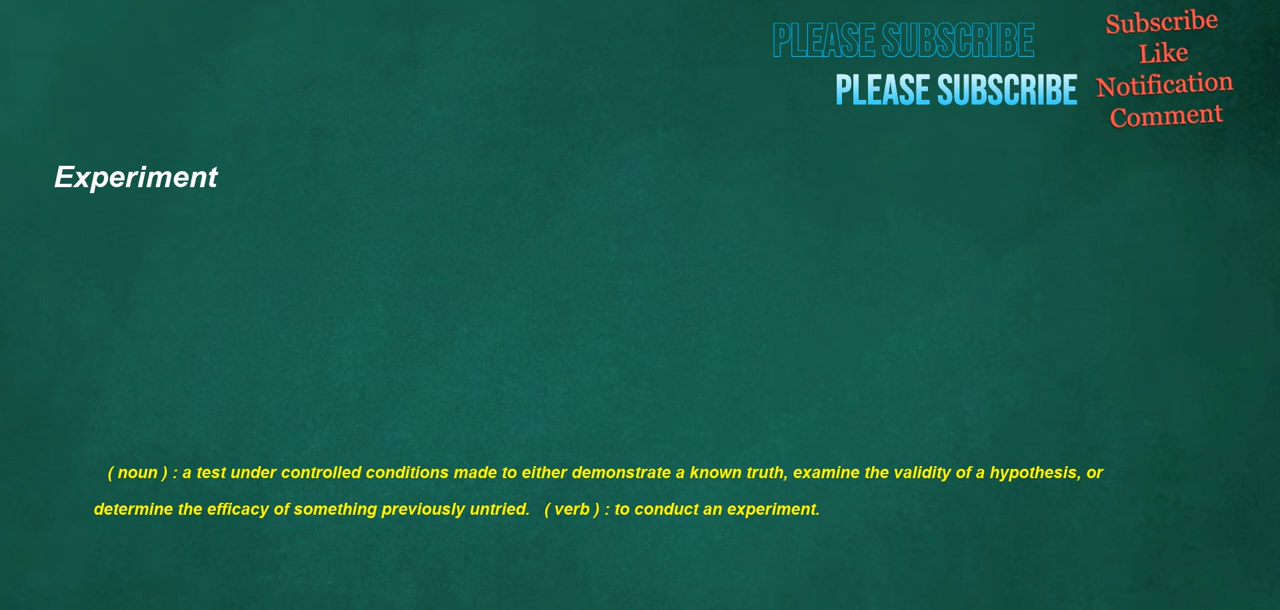 PLEASE SUBSCRIBE
PLEASE SUBSCRIBE
Subscribe
Like
Notification
Comment
Experiment
( noun ) : a test under controlled conditions made to either demonstrate a known truth, examine the validity of a hypothesis, or
determine the efficacy of something previously untried. ( verb ) : to conduct an experiment.